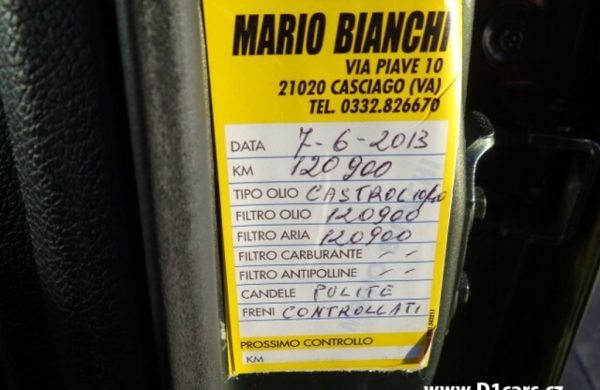 MARIO BIANCHI
VIA PIAVE 10
21020 CASCIAGO (VA)
TEL. 0332.826670
DATA 7-6-2013
KM 120900
TIPO OLIO CASTROL 10/40
FILTRO OLIO 120900
FILTRO ARIA 120900
FILTRO CARBURANTE - -
FILTRO ANTIPOLLINE - -
CANDELE PULITE
FRENI CONTROLLATI
PROSSIMO CONTROLLO
KM
www.D1cars.cz